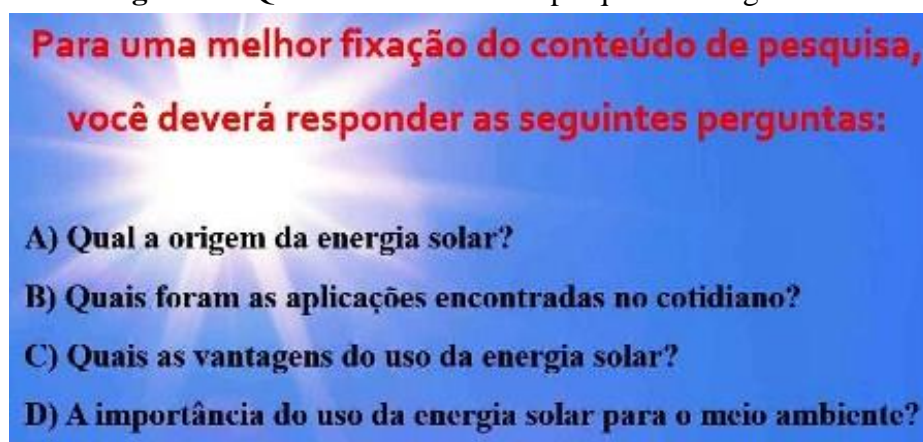 Para uma melhor fixação do conteúdo de pesquisa,
você deverá responder as seguintes perguntas:
A) Qual a origem da energia solar?
B) Quais foram as aplicações encontradas no cotidiano?
C) Quais as vantagens do uso da energia solar?
D) A importância do uso da energia solar para o meio ambiente?